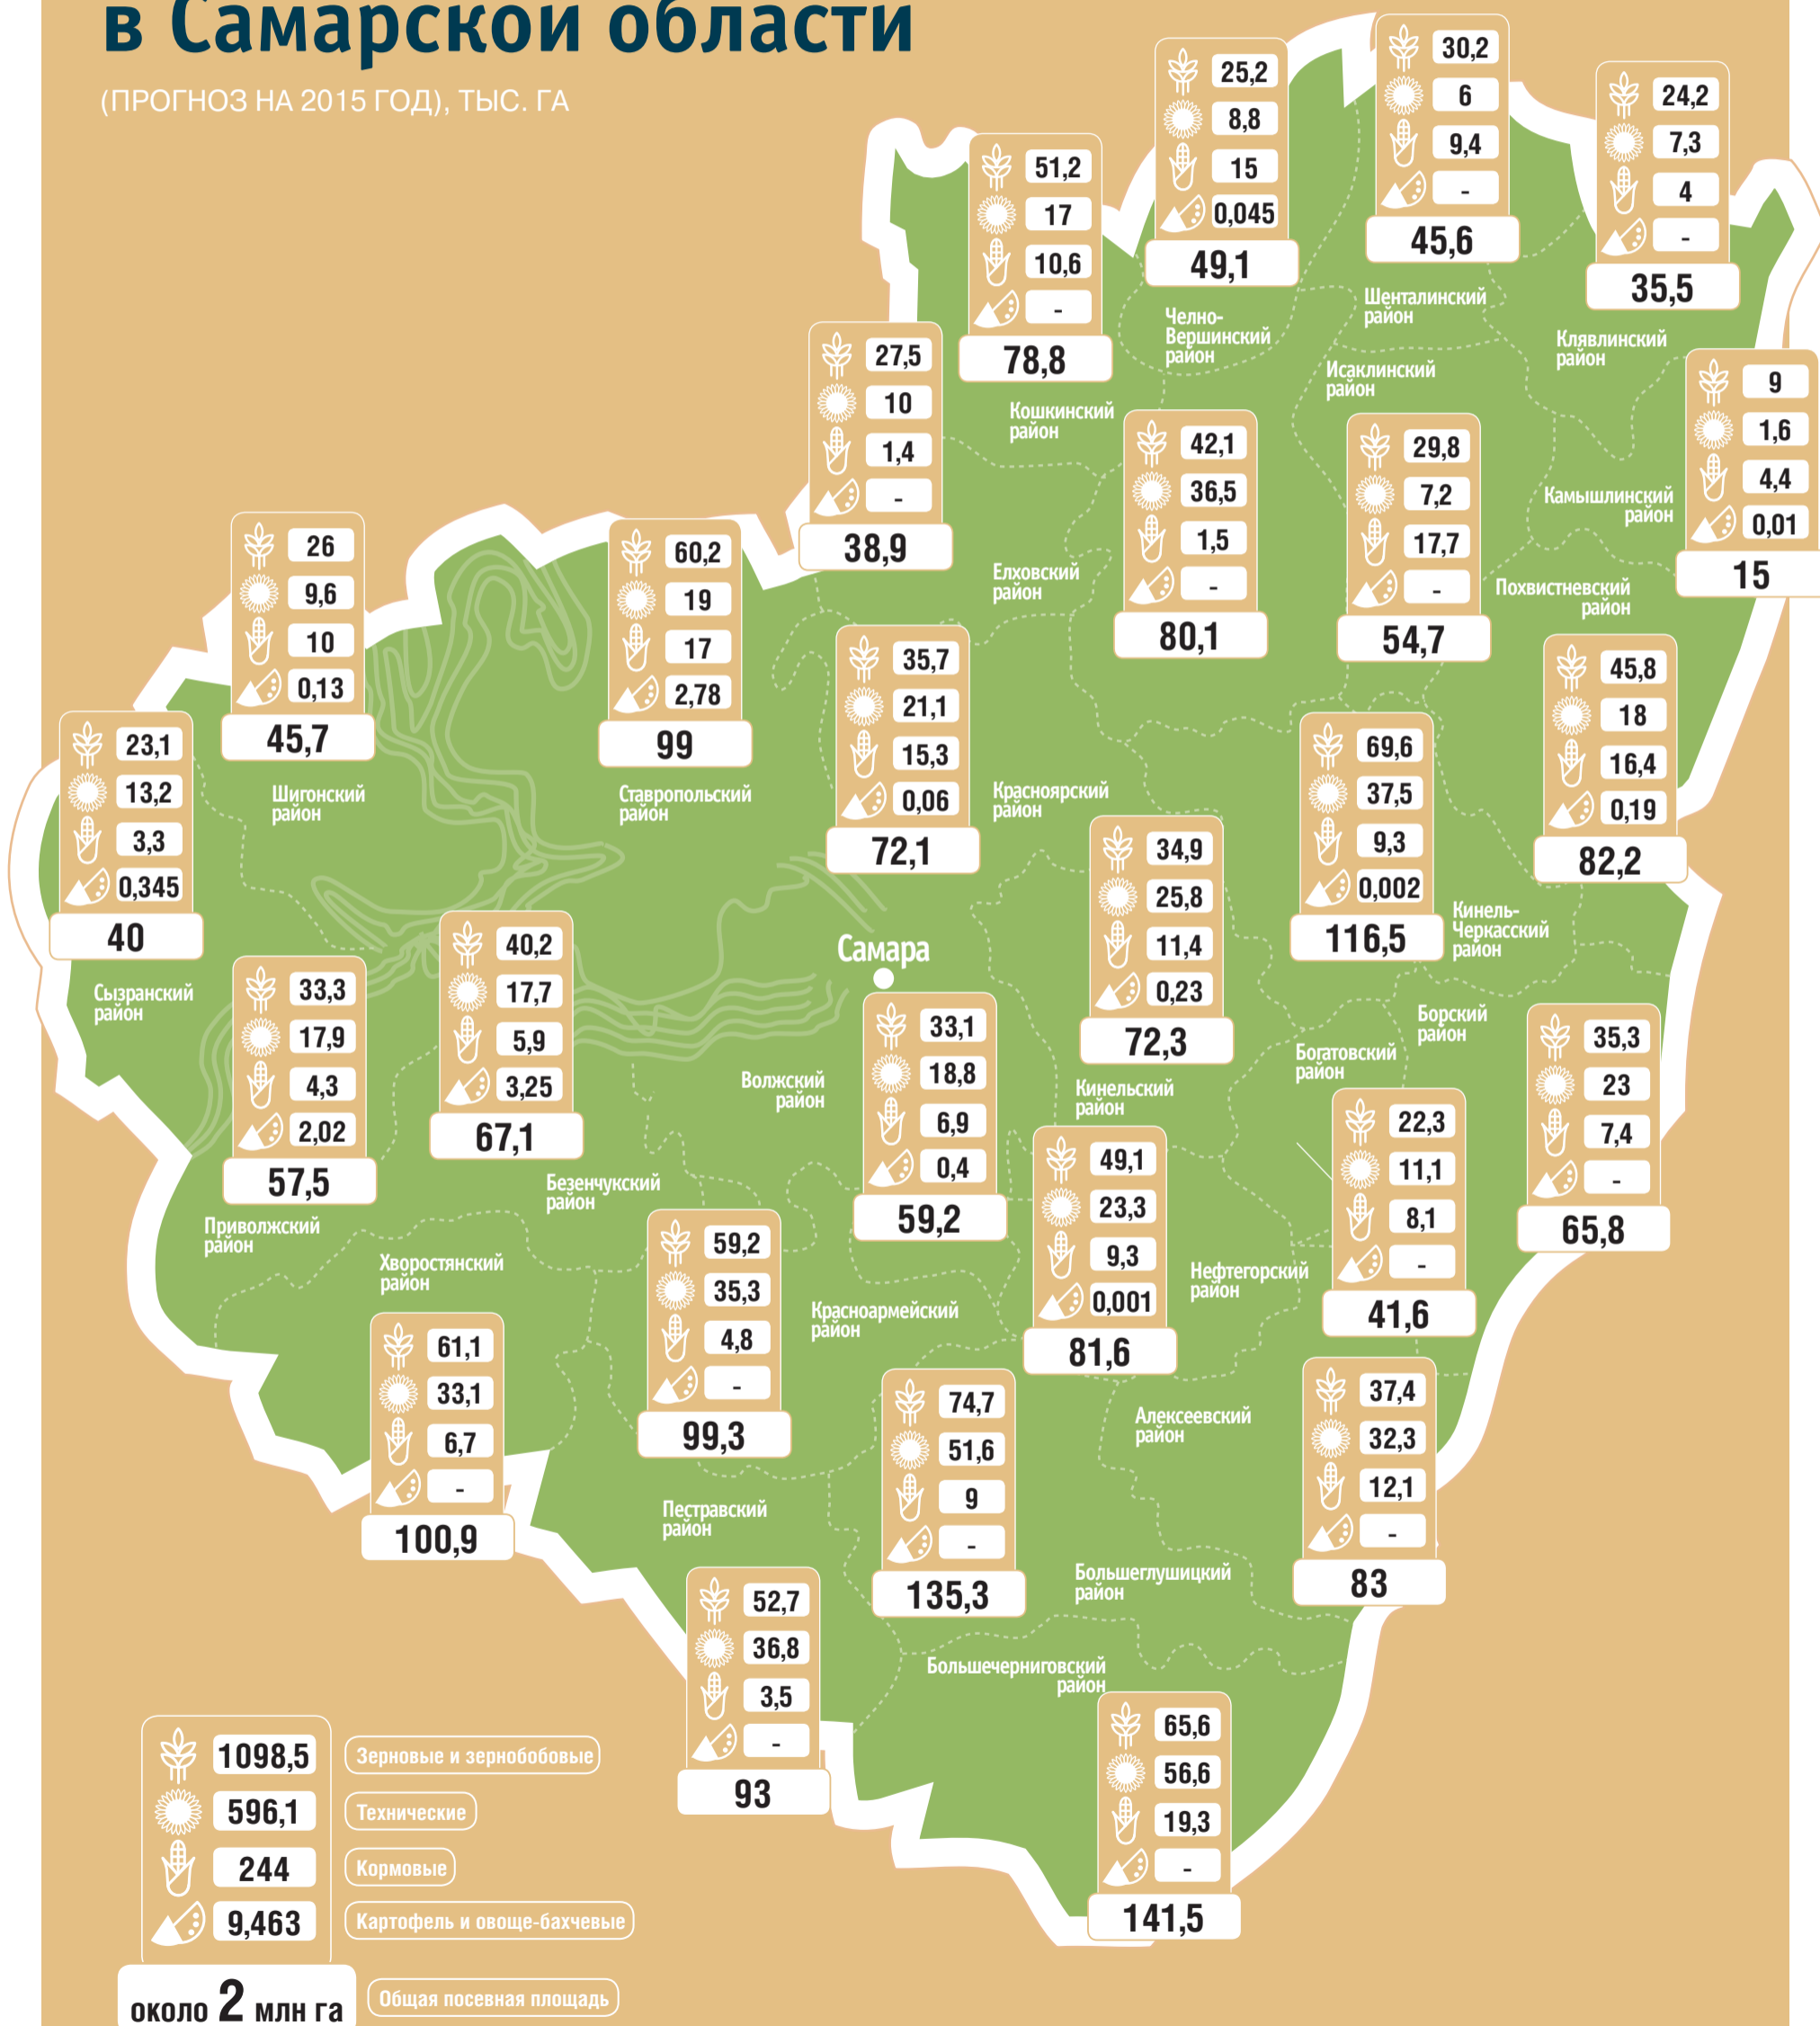 в Самарской области
(ПРОГНОЗ НА 2015 ГОД), ТЫС. ГА
25,2
8,8
15
0,045
49,1
Челно-
Вершинский
район
30,2
6
9,4
-
45,6
Шенталинский
район
24,2
7,3
4
-
35,5
Клявлинский
район
51,2
17
10,6
-
78,8
Кошкинский
район
27,5
10
1,4
-
38,9
Елховский
район
Исаклинский
район
42,1
36,5
1,5
-
80,1
29,8
7,2
17,7
-
54,7
9
1,6
4,4
0,01
15
Камышлинский
район
Похвистневский
район
26
9,6
10
0,13
45,7
Шигонский
район
60,2
19
17
2,78
99
Ставропольский
район
35,7
21,1
15,3
0,06
72,1
Красноярский
район
45,8
18
16,4
0,19
82,2
69,6
37,5
9,3
0,002
116,5
Кинель-
Черкасский
район
23,1
13,2
3,3
0,345
40
Сызранский
район
34,9
25,8
11,4
0,23
72,3
Кинельский
район
40,2
17,7
5,9
3,25
67,1
Безенчукский
район
Самара
33,3
17,9
4,3
2,02
57,5
Приволжский
район
33,1
18,8
6,9
0,4
59,2
Волжский
район
Борский
район
Богатовский
район
35,3
23
7,4
-
65,8
22,3
11,1
8,1
-
41,6
49,1
23,3
9,3
0,001
81,6
Нефтегорский
район
Хворостянский
район
61,1
33,1
6,7
-
100,9
59,2
35,3
4,8
-
99,3
Красноармейский
район
74,7
51,6
9
-
135,3
Алексеевский
район
37,4
32,3
12,1
-
83
Пестравский
район
52,7
36,8
3,5
-
93
Большеглушицкий
район
Большечерниговский
район
65,6
56,6
19,3
-
141,5
1098,5 Зерновые и зернобобовые
596,1 Технические
244 Кормовые
9,463 Картофель и овоще-бахчевые
около 2 млн га Общая посевная площадь